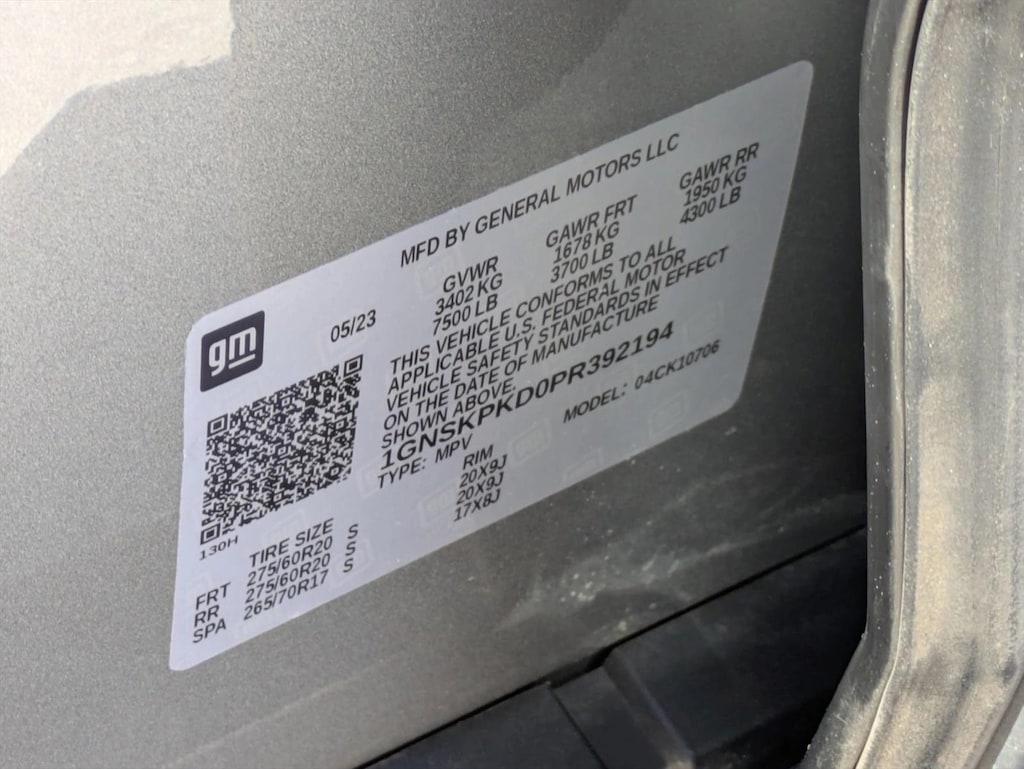 MFD BY GENERAL MOTORS LLC
gm
05/23
GVWR GAWR FRT GAWR RR
3402 KG 1678 KG 1950 KG
7500 LB 3700 LB 4300 LB
THIS VEHICLE CONFORMS TO ALL
APPLICABLE U.S. FEDERAL MOTOR
VEHICLE SAFETY STANDARDS IN EFFECT
ON THE DATE OF MANUFACTURE
SHOWN ABOVE.
1GNSKPKD0PR392194
TYPE: MPV MODEL: 04CK10706
130H
TIRE SIZE RIM
FRT 275/60R20 S 20X9J
RR 275/60R20 S 20X9J
SPA 265/70R17 S 17X8J